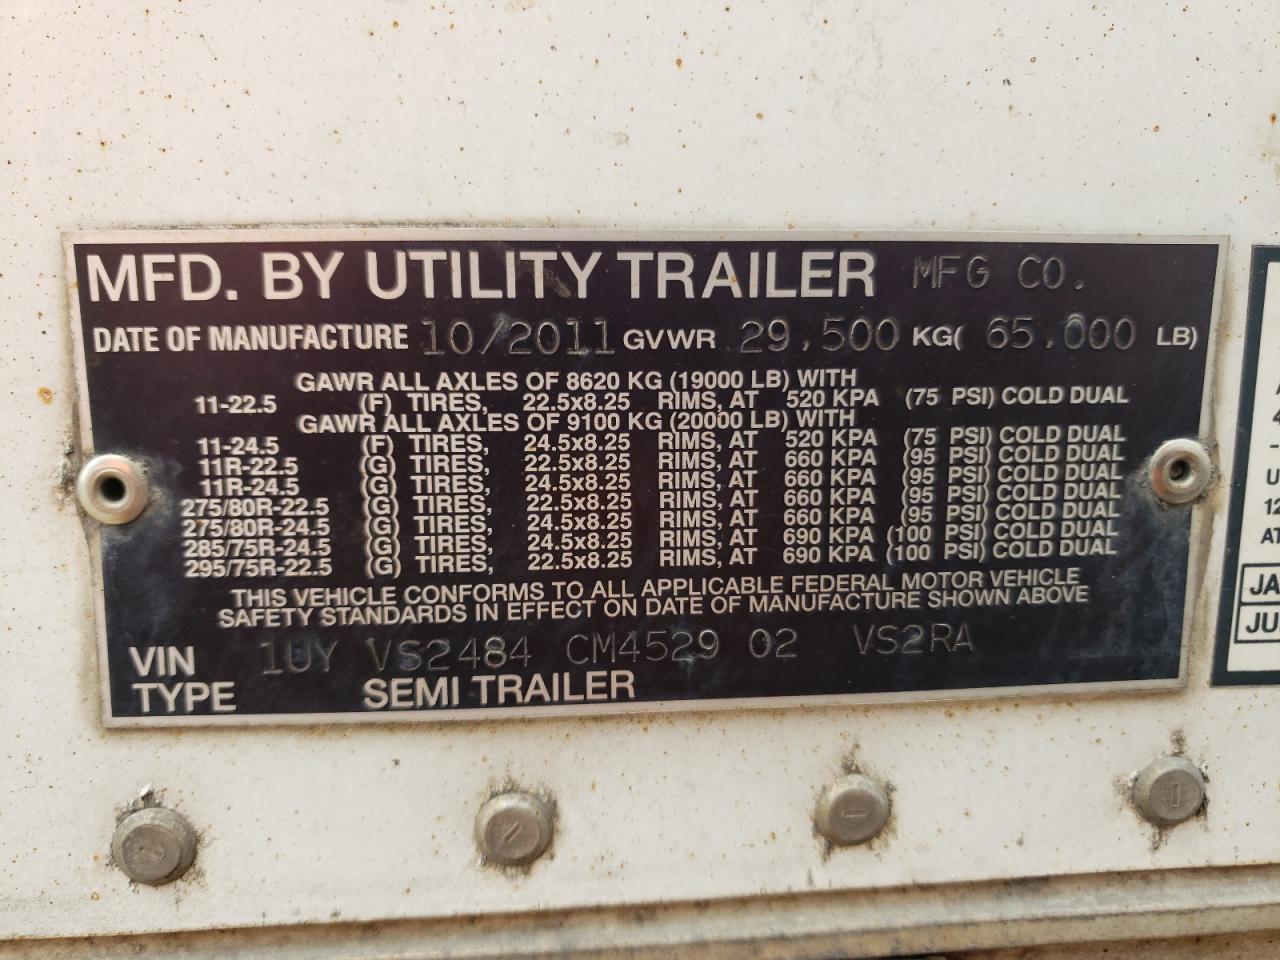 MFD. BY UTILITY TRAILER MFG CO.
DATE OF MANUFACTURE 10/2011 GVWR 29,500 KG( 65,000 LB)
GAWR ALL AXLES OF 8620 KG (19000 LB) WITH
11-22.5 (F) TIRES, 22.5x8.25 RIMS, AT 520 KPA (75 PSI) COLD DUAL
GAWR ALL AXLES OF 9100 KG (20000 LB) WITH
11-24.5 (F) TIRES, 24.5x8.25 RIMS, AT 520 KPA (75 PSI) COLD DUAL
11R-22.5 (G) TIRES, 22.5x8.25 RIMS, AT 660 KPA (95 PSI) COLD DUAL
11R-24.5 (G) TIRES, 24.5x8.25 RIMS, AT 660 KPA (95 PSI) COLD DUAL
275/80R-22.5 (G) TIRES, 22.5x8.25 RIMS, AT 660 KPA (95 PSI) COLD DUAL
275/80R-24.5 (G) TIRES, 24.5x8.25 RIMS, AT 660 KPA (95 PSI) COLD DUAL
285/75R-24.5 (G) TIRES, 24.5x8.25 RIMS, AT 690 KPA (100 PSI) COLD DUAL
295/75R-22.5 (G) TIRES, 22.5x8.25 RIMS, AT 690 KPA (100 PSI) COLD DUAL
THIS VEHICLE CONFORMS TO ALL APPLICABLE FEDERAL MOTOR VEHICLE
SAFETY STANDARDS IN EFFECT ON DATE OF MANUFACTURE SHOWN ABOVE
VIN 1UY VS2484 CM4529 02 VS2RA
TYPE SEMI TRAILER
12
AT
JA
JU